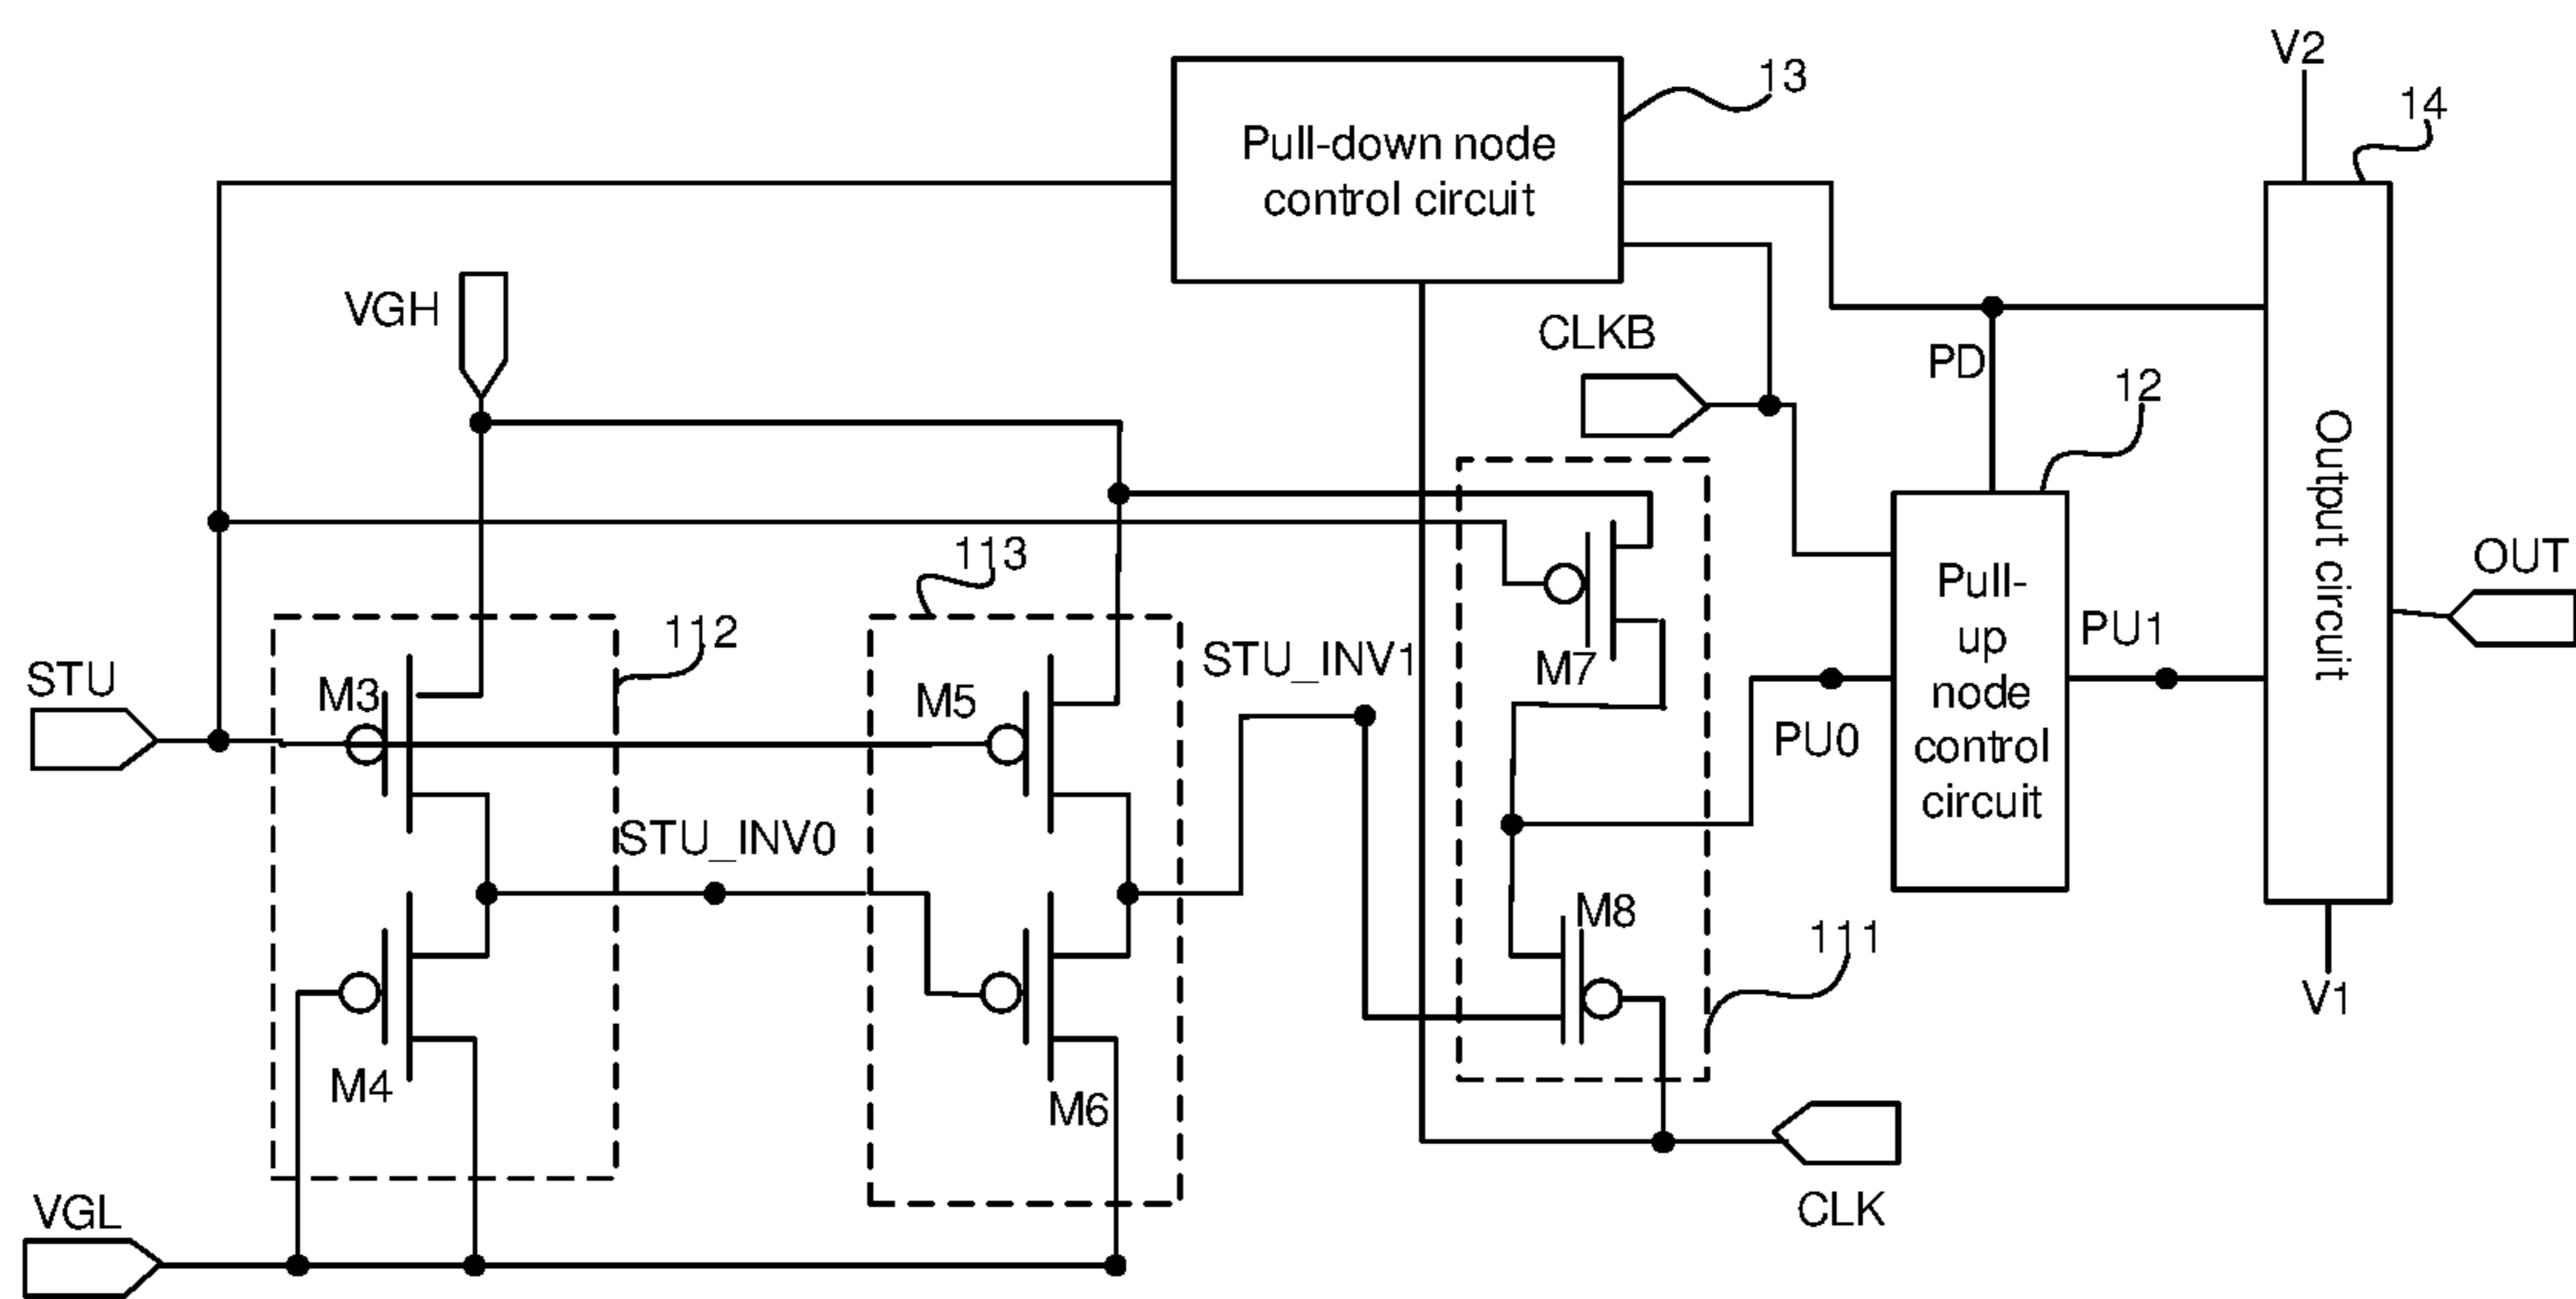 V2
13
14
Pull-down node
control circuit
VGH
CLKB
PD
12
Output circuit
113
OUT
Pull-
up
node
control
circuit
112
PU1
STU
M3
M5
STU_INV1
M7
PU0
STU_INV0
M8
111
V1
M4
M6
VGL
CLK